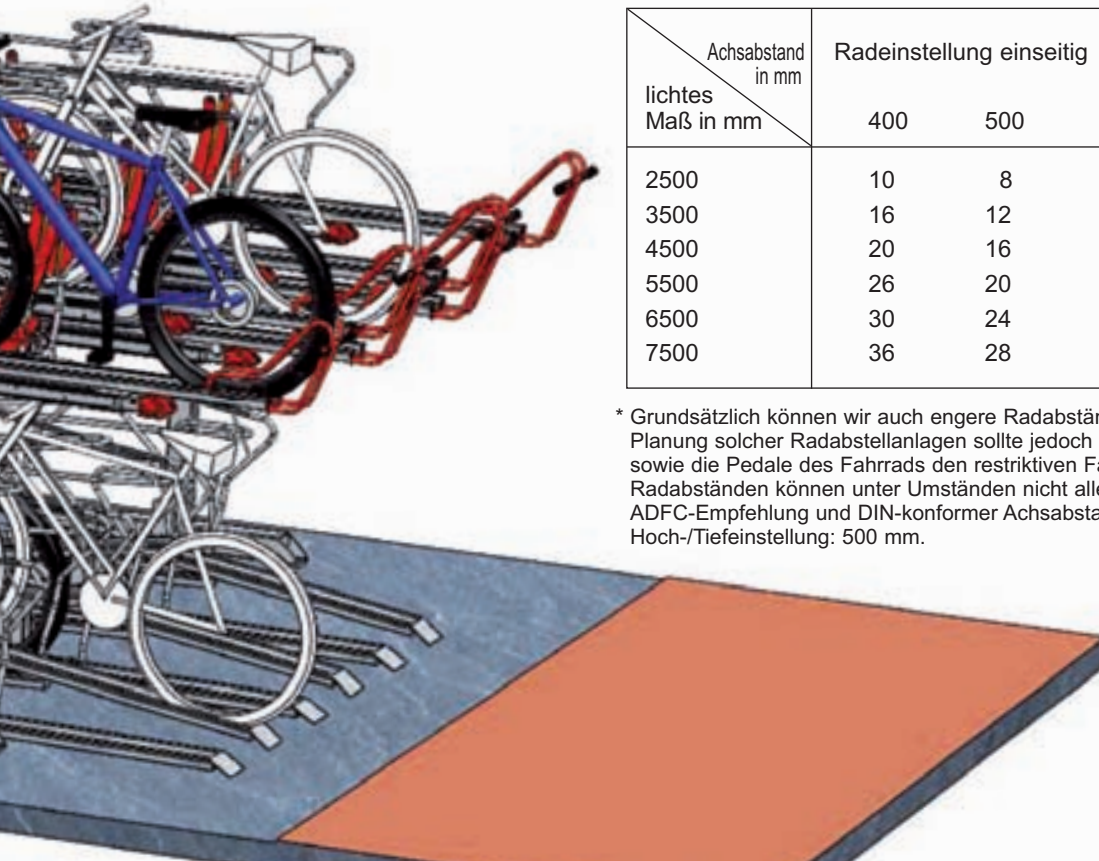 Achsabstand
in mm
lichtes
Maß in mm
Radeinstellung einseitig
400 500
2500 10 8
3500 16 12
4500 20 16
5500 26 20
6500 30 24
7500 36 28
* Grundsätzlich können wir auch engere
Planung solcher Radabstellanlagen sollte jedoch
sowie die Pedale des Fahrrads den restriktiven
Radabständen können unter Umständen nicht
ADFC-Empfehlung und DIN-konformer
Hoch-/Tiefeinstellung: 500 mm.